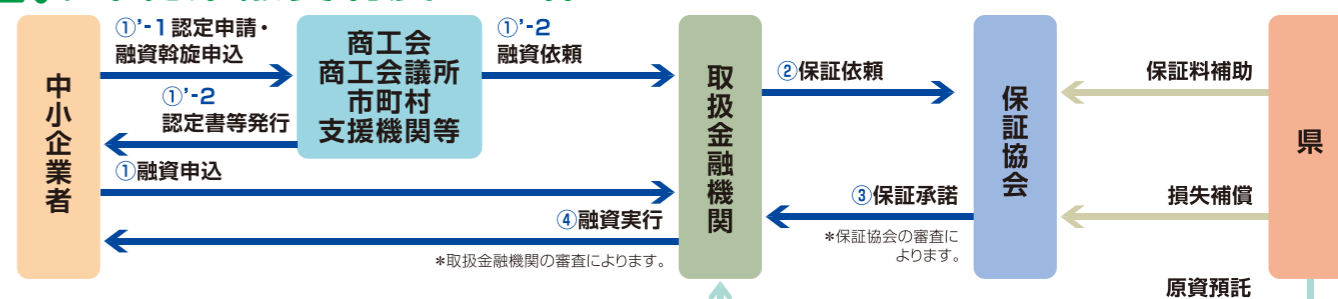 中小企業者
①’-1 認定申請・
融資斡旋申込
①’-2
認定書等発行
商工会
商工会議所
市町村
支援機関等
①’-2
融資依頼
①融資申込
④融資実行
*取扱金融機関の審査によります。
取扱金融機関
②保証依頼
③保証承諾
*保証協会の審査に
よります。
保証協会
保証料補助
損失補償
県
原資預託